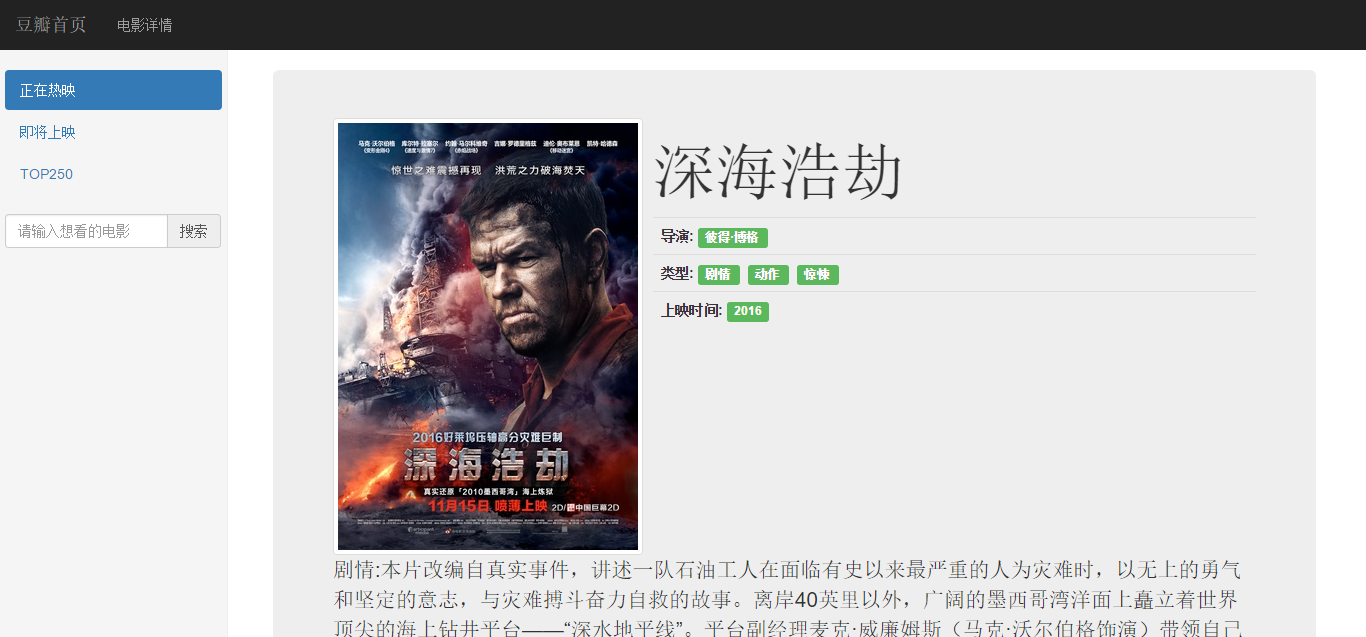 豆瓣首页 电影详情
正在热映
即将上映
TOP250
请输入想看的电影 搜索
马克·沃尔伯格 库尔特·拉塞尔 约翰·马尔科维奇 吉娜·罗德里格兹 迪伦·奥布莱恩 凯特·哈德森
惊世之难震撼再现 洪荒之力破海焚天
2016好莱坞压轴高分灾难巨制
深海浩劫
真实还原「2010墨西哥湾」海上炼狱
11月15日 喷薄上映 2D/中国巨幕2D
深海浩劫
导演: 彼得·博格
类型: 剧情 动作 惊悚
上映时间: 2016
剧情:本片改编自真实事件，讲述一队石油工人在面临有史以来最严重的人为灾难时，以无上的勇气
和坚定的意志，与灾难搏斗奋力自救的故事。离岸40英里以外，广阔的墨西哥湾洋面上矗立着世界
顶尖的海上钻井平台——“深水地平线”。平台副经理麦克·威廉姆斯（马克·沃尔伯格饰演）带领自己